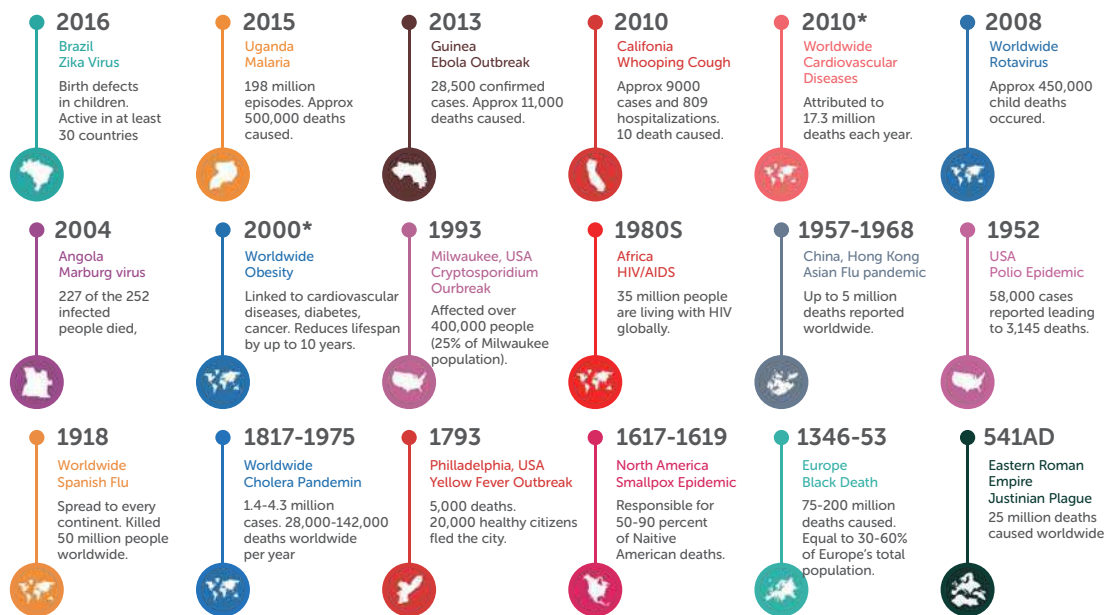 2016
Brazil
Zika Virus
Birth defects
in children.
Active in at least
30 countries
2015
Uganda
Malaria
198 million
episodes. Approx
500,000 deaths
caused.
2013
Guinea
Ebola Outbreak
28,500 confirmed
cases. Approx 11,000
deaths caused.
2010
Califonia
Whooping Cough
Approx 9000
cases and 809
hospitalizations.
10 death caused.
2010*
Worldwide
Cardiovascular
Diseases
Attributed to
17.3 million
deaths each year.
2008
Worldwide
Rotavirus
Approx 450,000
child deaths
occured.
2004
Angola
Marburg virus
227 of the 252
infected
people died,
2000*
Worldwide
Obesity
Linked to cardiovascular
diseases, diabetes,
cancer. Reduces lifespan
by up to 10 years.
1993
Milwaukee, USA
Cryptosporidium
Ourbreak
Affected over
400,000 people
(25% of Milwaukee
population).
1980S
Africa
HIV/AIDS
35 million people
are living with HIV
globally.
1957-1968
China, Hong Kong
Asian Flu pandemic
Up to 5 million
deaths reported
worldwide.
1952
USA
Polio Epidemic
58,000 cases
reported leading
to 3,145 deaths.
1918
Worldwide
Spanish Flu
Spread to every
continent. Killed
50 million people
worldwide.
1817-1975
Worldwide
Cholera Pandemin
1.4-4.3 million
cases. 28,000-142,000
deaths worldwide
per year
1793
Philladelphia, USA
Yellow Fever Outbreak
5,000 deaths.
20,000 healthy citizens
fled the city.
1617-1619
North America
Smallpox Epidemic
Responsible for
50-90 percent
of Naitive
American deaths.
1346-53
Europe
Black Death
75-200 million
deaths caused.
Equal to 30-60%
of Europe's total
population.
541AD
Eastern Roman
Empire
Justinian Plague
25 million deaths
caused worldwide